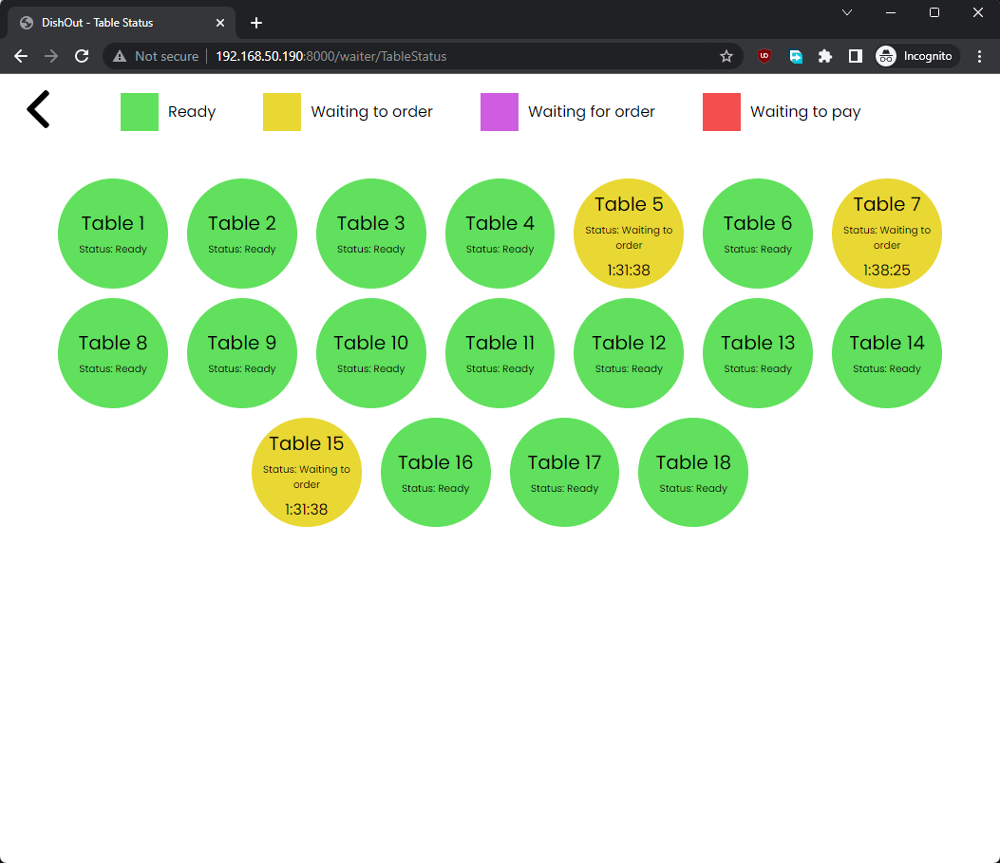 DishOut - Table Status
Not secure 192.168.50.190:8000/waiter/TableStatus
Incognito
Ready
Waiting to order
Waiting for order
Waiting to pay
Table 1
Status: Ready
Table 2
Status: Ready
Table 3
Status: Ready
Table 4
Status: Ready
Table 5
Status: Waiting to
order
1:31:38
Table 6
Status: Ready
Table 7
Status: Waiting to
order
1:38:25
Table 8
Status: Ready
Table 9
Status: Ready
Table 10
Status: Ready
Table 11
Status: Ready
Table 12
Status: Ready
Table 13
Status: Ready
Table 14
Status: Ready
Table 15
Status: Waiting to
order
1:31:38
Table 16
Status: Ready
Table 17
Status: Ready
Table 18
Status: Ready